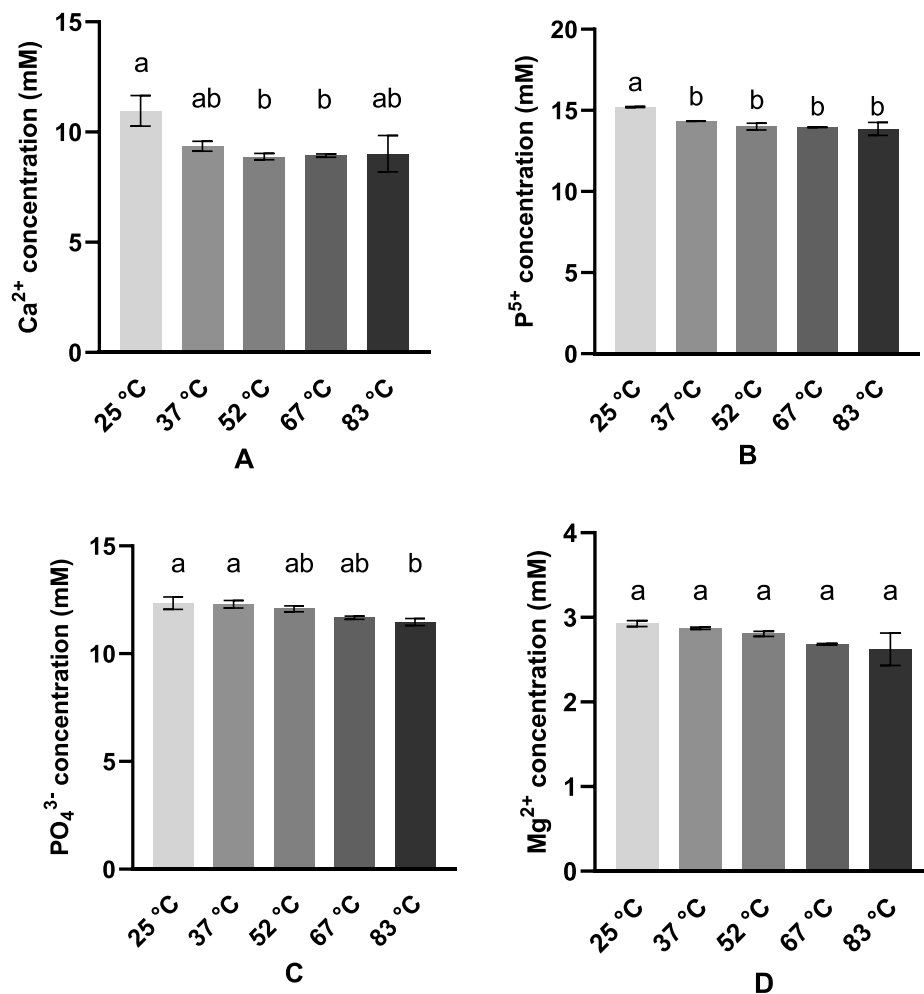 Ca²⁺ concentration (mM)
15
10
5
0
a
ab
b
b
ab
25 °C
37 °C
52 °C
67 °C
83 °C
A
P⁵⁺ concentration (mM)
20
15
10
5
0
a
b
b
b
b
25 °C
37 °C
52 °C
67 °C
83 °C
B
PO₄³⁻ concentration (mM)
15
10
5
0
a
a
ab
ab
b
25 °C
37 °C
52 °C
67 °C
83 °C
C
Mg²⁺ concentration (mM)
4
3
2
1
0
a
a
a
a
a
25 °C
37 °C
52 °C
67 °C
83 °C
D